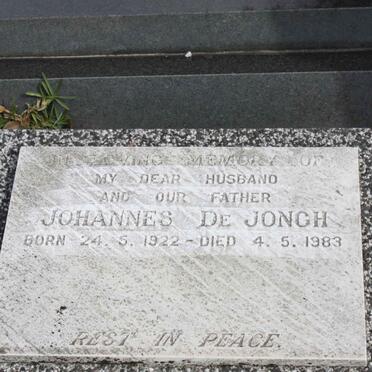 IN LOVING MEMORY OF
MY DEAR HUSBAND
AND OUR FATHER
JOHANNES DE JONGH
BORN 24. 5. 1922 - DIED 4. 5. 1983
REST IN PEACE.